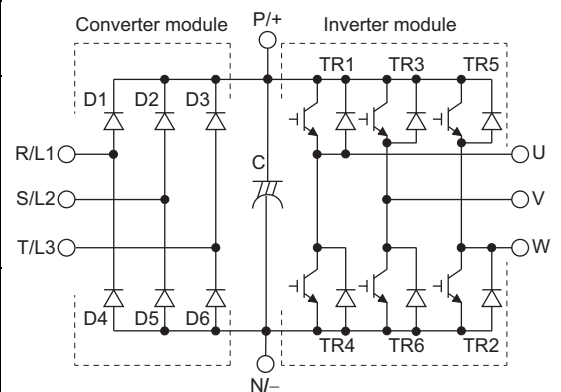 Converter module
P/+
Inverter module
TR1 TR3 TR5
D1 D2 D3
R/L1
U
C
S/L2
V
T/L3
W
D4 D5 D6
TR4 TR6 TR2
N/−